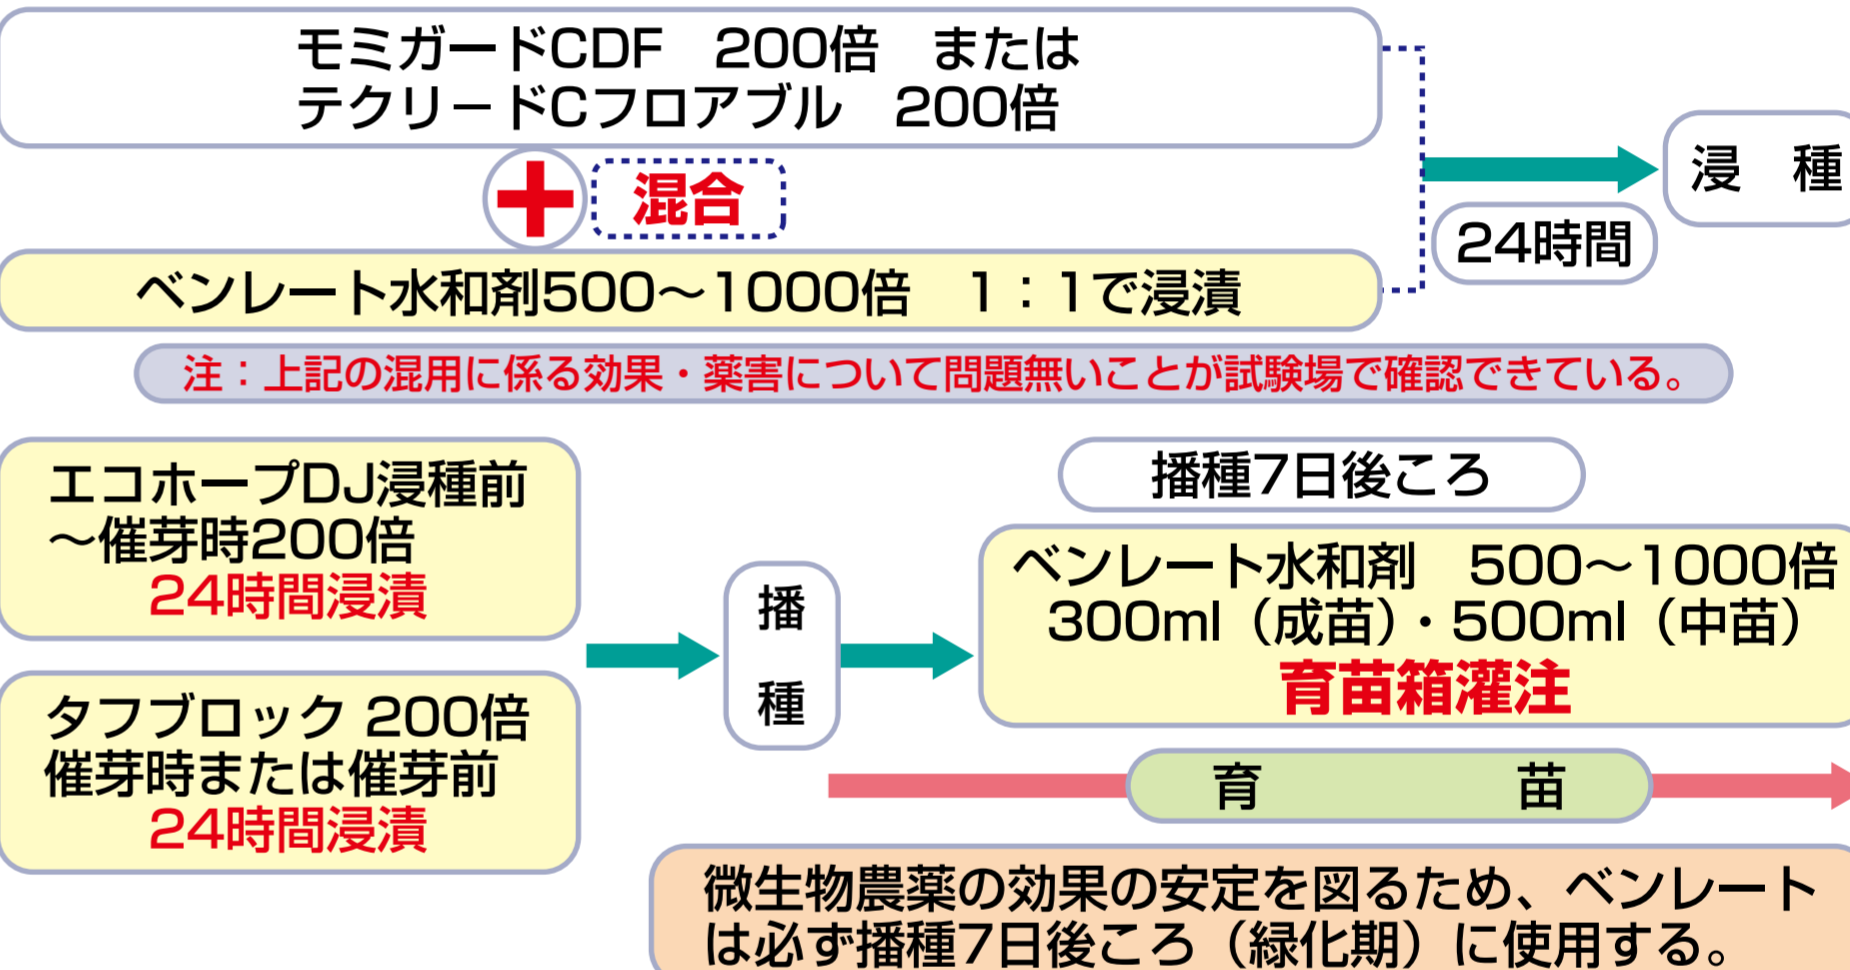 モミガードCDF　200倍　または
テクリードCフロアブル　200倍
混合
ベンレート水和剤500～1000倍　1：1で浸漬
24時間
浸　種
注：上記の混用に係る効果・薬害について問題無いことが試験場で確認できている。
エコホープDJ浸種前
～催芽時200倍
24時間浸漬
タフブロック 200倍
催芽時または催芽前
24時間浸漬
播種
播種7日後ころ
ベンレート水和剤　500～1000倍
300ml（成苗）・500ml（中苗）
育苗箱灌注
育　苗
微生物農薬の効果の安定を図るため、ベンレート
は必ず播種7日後ころ（緑化期）に使用する。